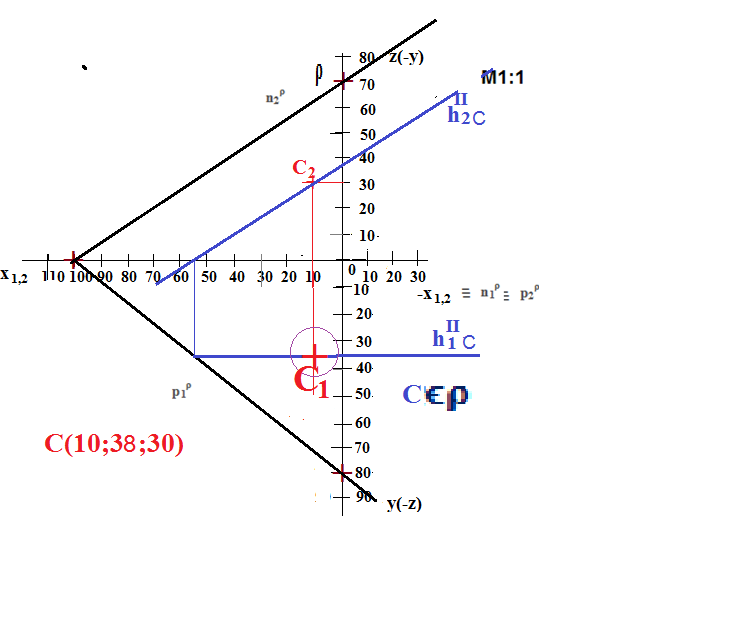 80 z(-y)
ρ
70
M1:1
n₂ᵖ
60
II
h₂C
50
C₂
40
30
20
10
x₁,₂ 110 100 90 80 70 60 50 40 30 20 10 0 10 20 30
10
-x₁,₂ ≡ n₁ᵖ ≡ p₂ᵖ
20
30
II
h₁C
40
C₁
p₁ᵖ
50
C∈ρ
60
C(10;38;30)
70
80
90
y(-z)